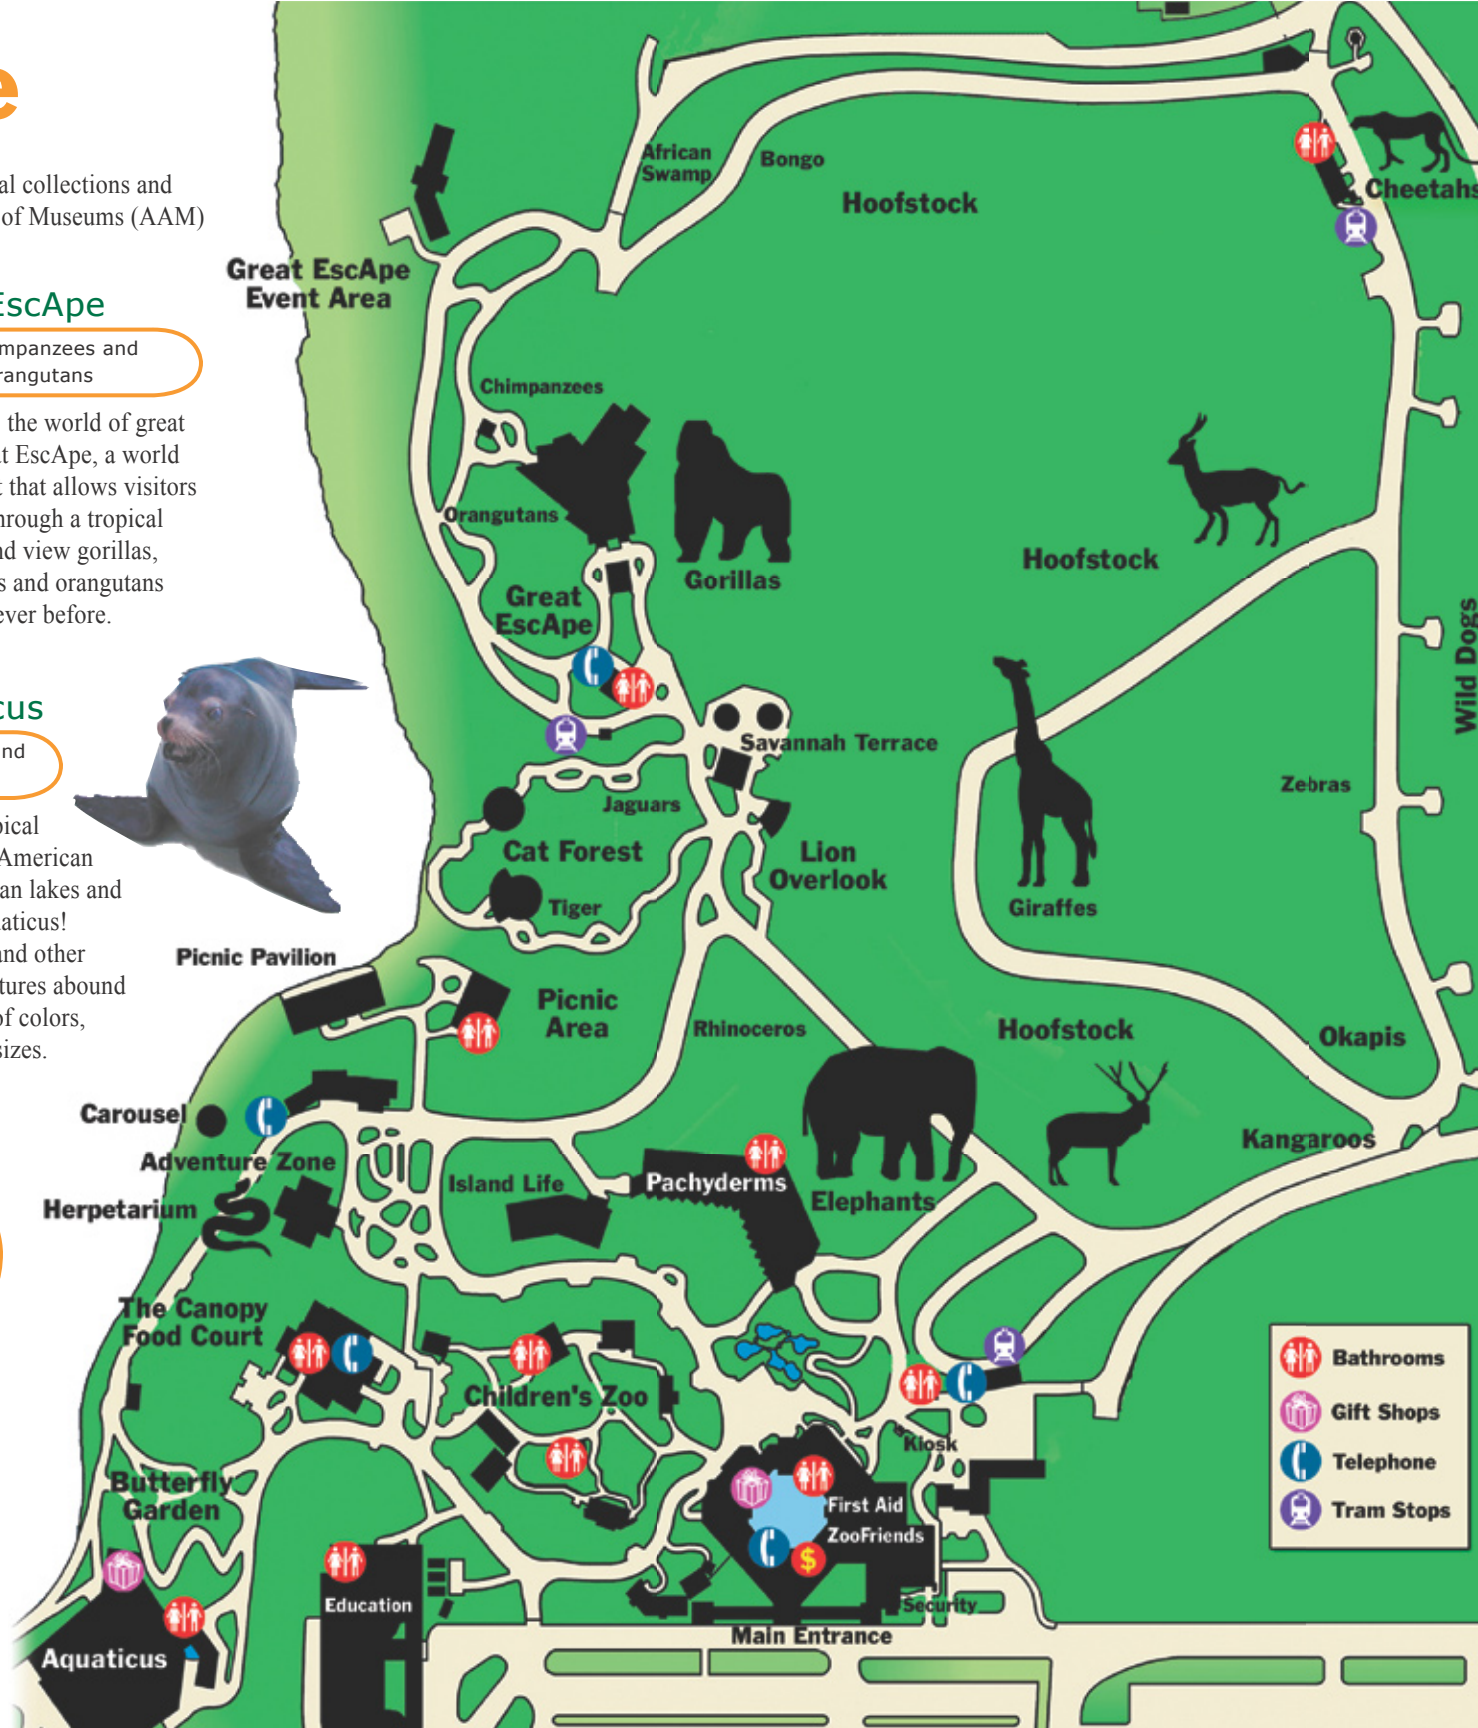 e
al collections and
of Museums (AAM)
EscApe
mpanzees and
rangutans
the world of great
t EscApe, a world
t that allows visitors
hrough a tropical
nd view gorillas,
s and orangutans
ever before.
cus
nd
pical
American
an lakes and
aticus!
and other
tures abound
of colors,
sizes.
African
Swamp
Bongo
Hoofstock
Cheetahs
Great EscApe
Event Area
Chimpanzees
Orangutans
Gorillas
Hoofstock
Great
EscApe
Wild Dogs
Savannah Terrace
Zebras
Jaguars
Cat Forest
Lion
Overlook
Tiger
Giraffes
Picnic Pavilion
Picnic
Area
Rhinoceros
Hoofstock
Okapis
Carousel
Kangaroos
Adventure Zone
Island Life
Pachyderms
Elephants
Herpetarium
The Canopy
Food Court
Children's Zoo
Kiosk
Butterfly
Garden
First Aid
ZooFriends
$
Education
Security
Main Entrance
Aquaticus
Bathrooms
Gift Shops
Telephone
Tram Stops